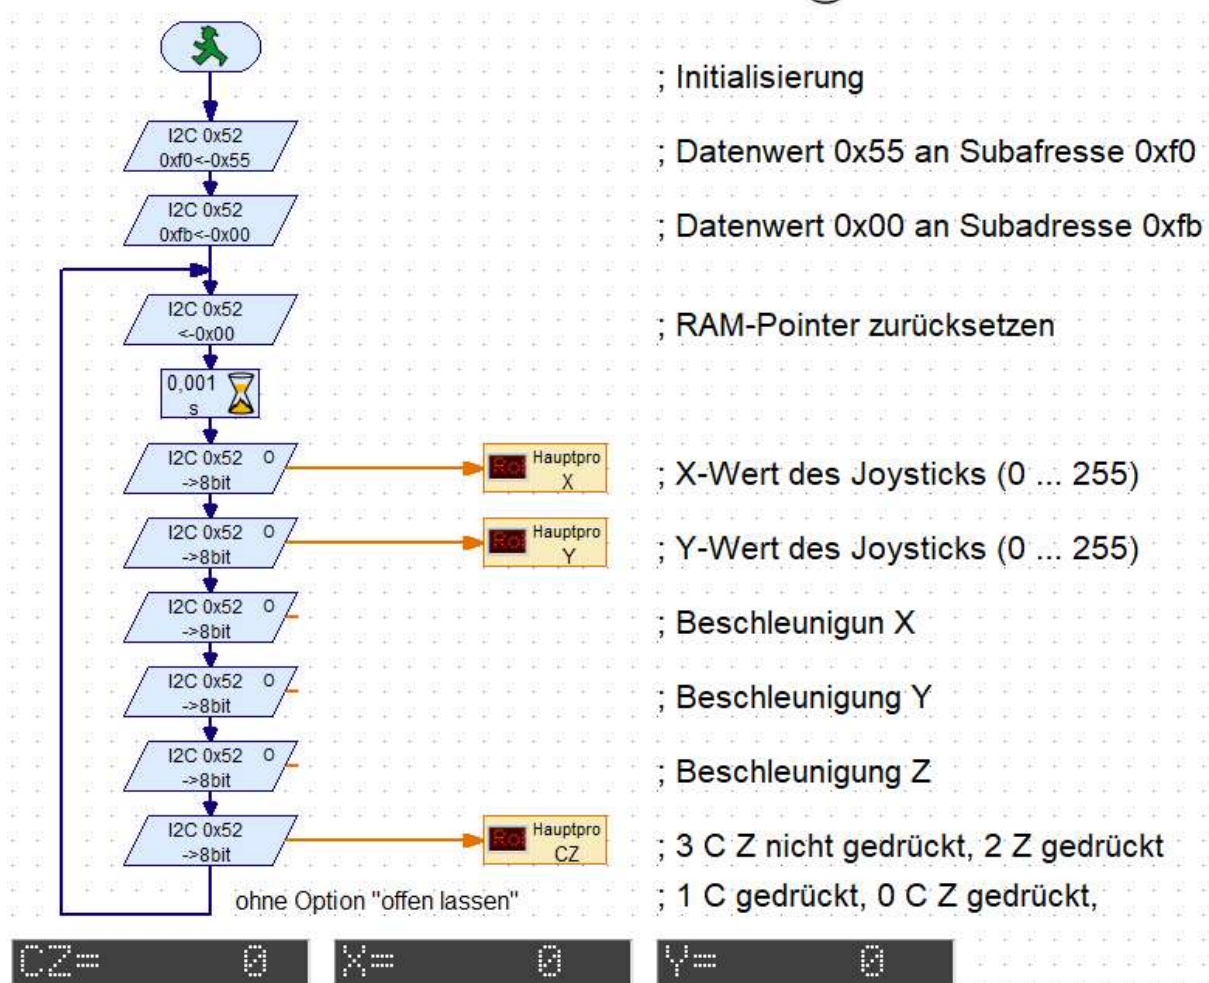 ; Initialisierung
I2C 0x52
0xf0<-0x55
; Datenwert 0x55 an Subafresse 0xf0
I2C 0x52
0xfb<-0x00
; Datenwert 0x00 an Subadresse 0xfb
I2C 0x52
<-0x00
; RAM-Pointer zurücksetzen
0,001
s
I2C 0x52 O
->8bit
Hauptpro
X
; X-Wert des Joysticks (0 ... 255)
I2C 0x52 O
->8bit
Hauptpro
Y
; Y-Wert des Joysticks (0 ... 255)
I2C 0x52 O
->8bit
; Beschleunigun X
I2C 0x52 O
->8bit
; Beschleunigung Y
I2C 0x52 O
->8bit
; Beschleunigung Z
I2C 0x52
->8bit
Hauptpro
CZ
; 3 C Z nicht gedrückt, 2 Z gedrückt
ohne Option "offen lassen"
; 1 C gedrückt, 0 C Z gedrückt,
CZ= 0
X= 0
Y= 0